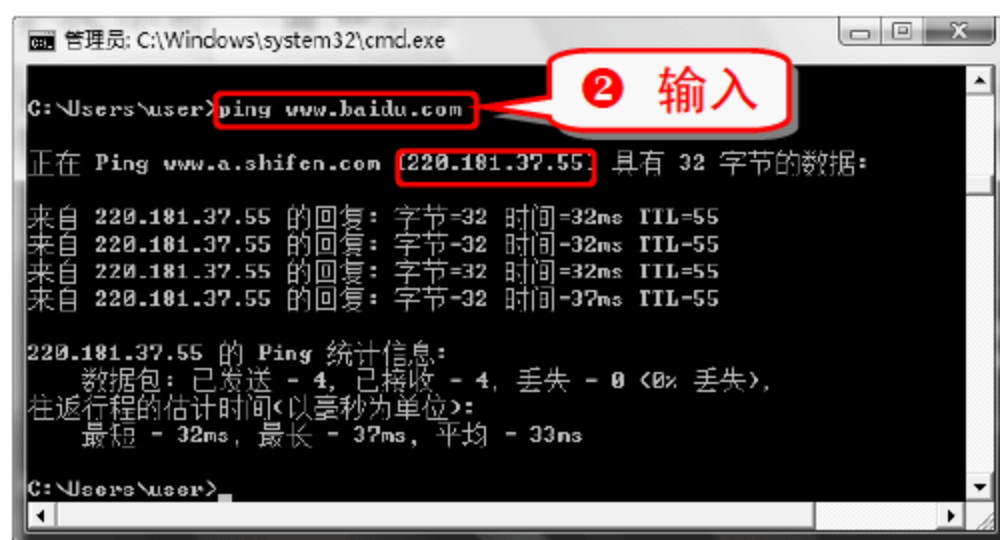 管理员: C:\Windows\system32\cmd.exe
❷ 输入
C:\Users\user>ping www.baidu.com
正在 Ping www.a.shifen.com [220.181.37.55] 具有 32 字节的数据:
来自 220.181.37.55 的回复: 字节=32 时间=32ms TTL=55
来自 220.181.37.55 的回复: 字节=32 时间=32ms TTL=55
来自 220.181.37.55 的回复: 字节=32 时间=32ms TTL=55
来自 220.181.37.55 的回复: 字节=32 时间=37ms TTL=55
220.181.37.55 的 Ping 统计信息:
数据包: 已发送 = 4, 已接收 = 4, 丢失 = 0 (0% 丢失),
往返行程的估计时间(以毫秒为单位):
最短 = 32ms, 最长 = 37ms, 平均 = 33ms
C:\Users\user>_